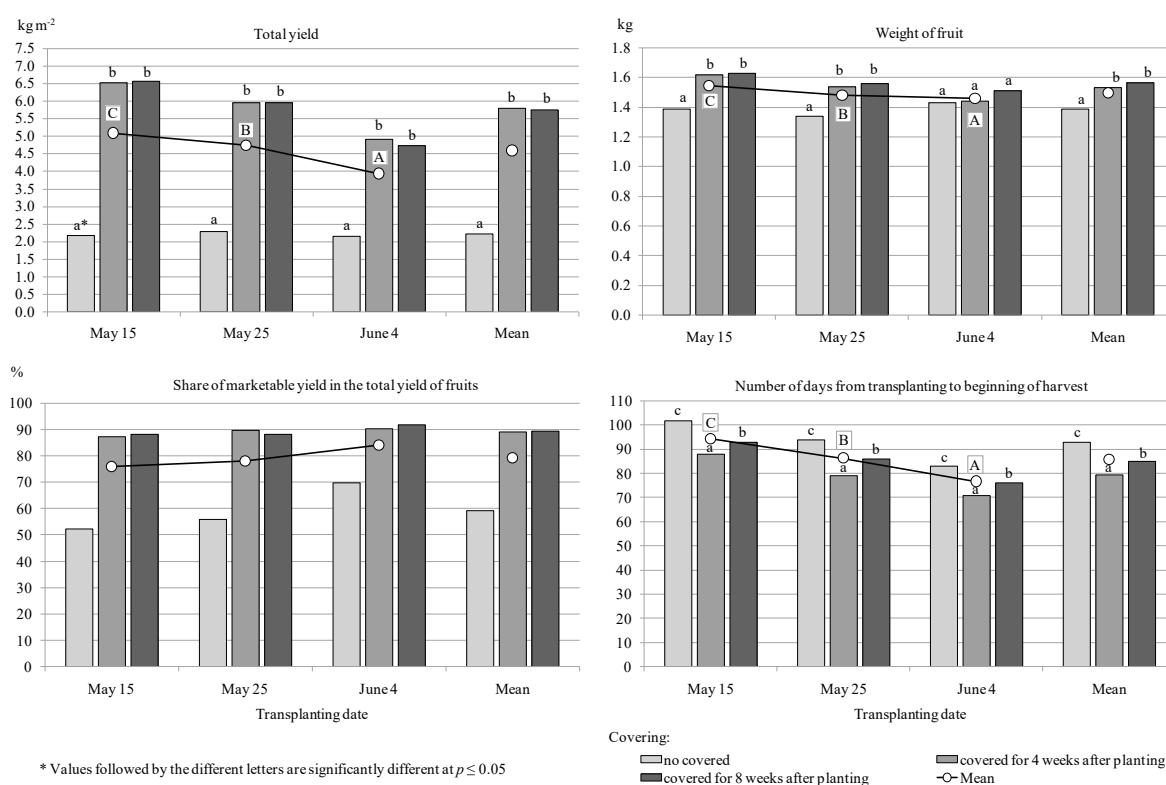 kg m-2
Total yield
7.5
7.0
6.5
6.0
5.5
5.0
4.5
4.0
3.5
3.0
2.5
2.0
1.5
1.0
0.5
0.0
a* b b
a b b
a b b
a b b
C B A
May 15 May 25 June 4 Mean
kg
Weight of fruit
1.8
1.6
1.4
1.2
1.0
0.8
0.6
0.4
0.2
0.0
a b b
a b b
a a a
a b b
C B A
May 15 May 25 June 4 Mean
%
Share of marketable yield in the total yield of fruits
100
90
80
70
60
50
40
30
20
10
0
May 15 May 25 June 4 Mean
Transplanting date
Number of days from transplanting to beginning of harvest
110
100
90
80
70
60
50
40
30
20
10
0
c a b
c a b
c a b
c a b
C B A
May 15 May 25 June 4 Mean
Transplanting date
* Values followed by the different letters are significantly different at p ≤ 0.05
Covering:
no covered
covered for 4 weeks after planting
covered for 8 weeks after planting
Mean